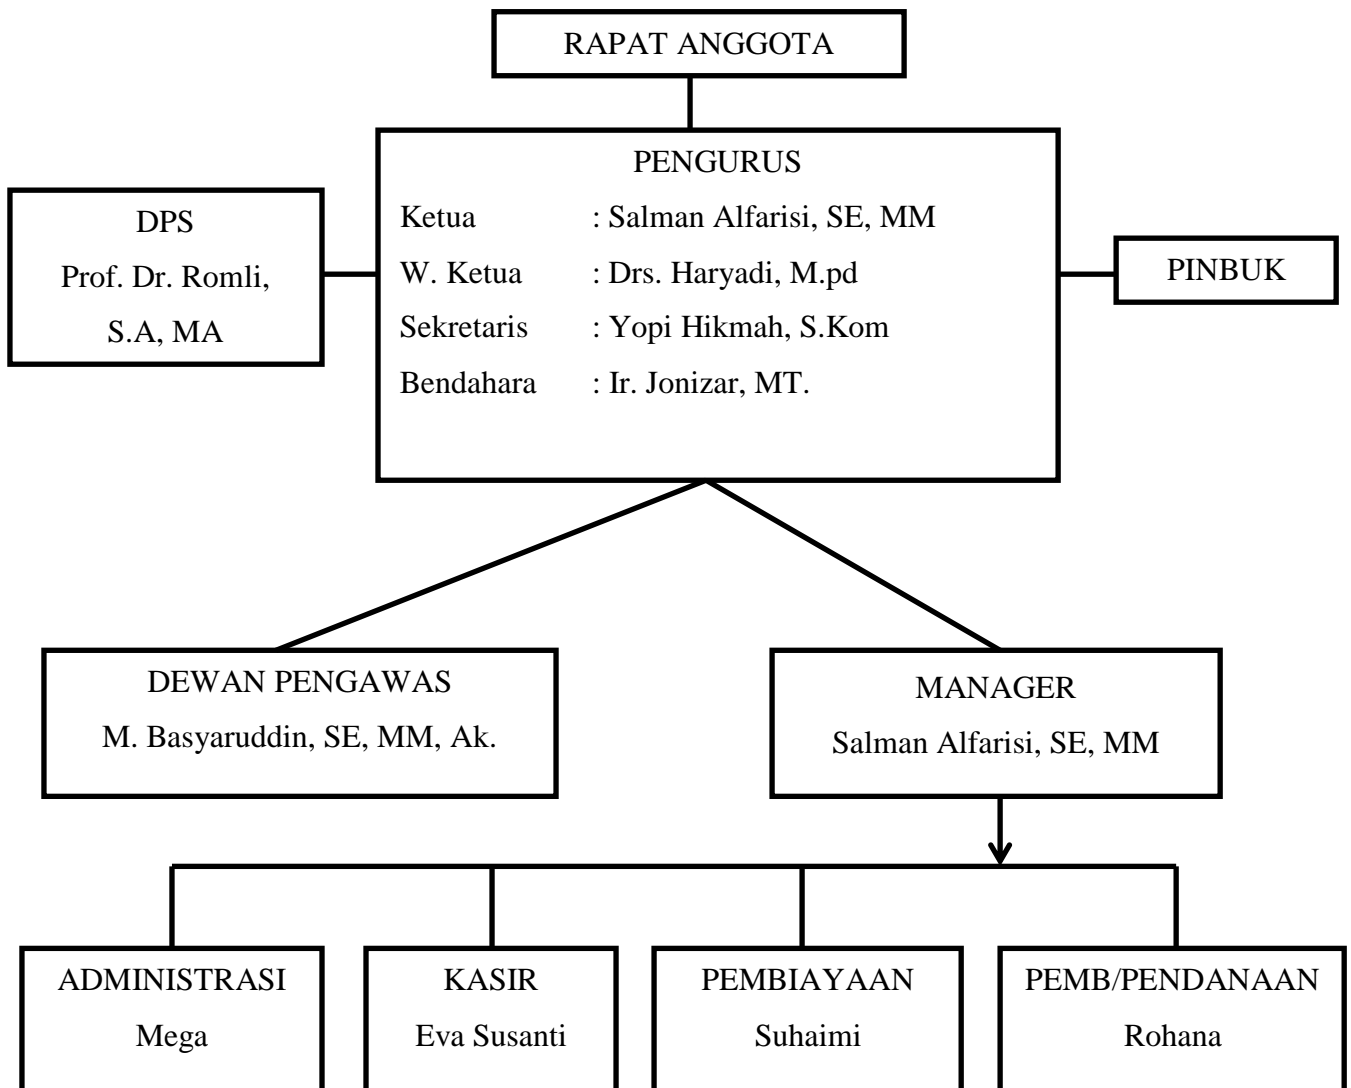 RAPAT ANGGOTA
PENGURUS
Ketua : Salman Alfarisi, SE, MM
W. Ketua : Drs. Haryadi, M.pd
Sekretaris : Yopi Hikmah, S.Kom
Bendahara : Ir. Jonizar, MT.
DPS
Prof. Dr. Romli,
S.A, MA
PINBUK
DEWAN PENGAWAS
M. Basyaruddin, SE, MM, Ak.
MANAGER
Salman Alfarisi, SE, MM
ADMINISTRASI
Mega
KASIR
Eva Susanti
PEMBIAYAAN
Suhaimi
PEMB/PENDANAAN
Rohana